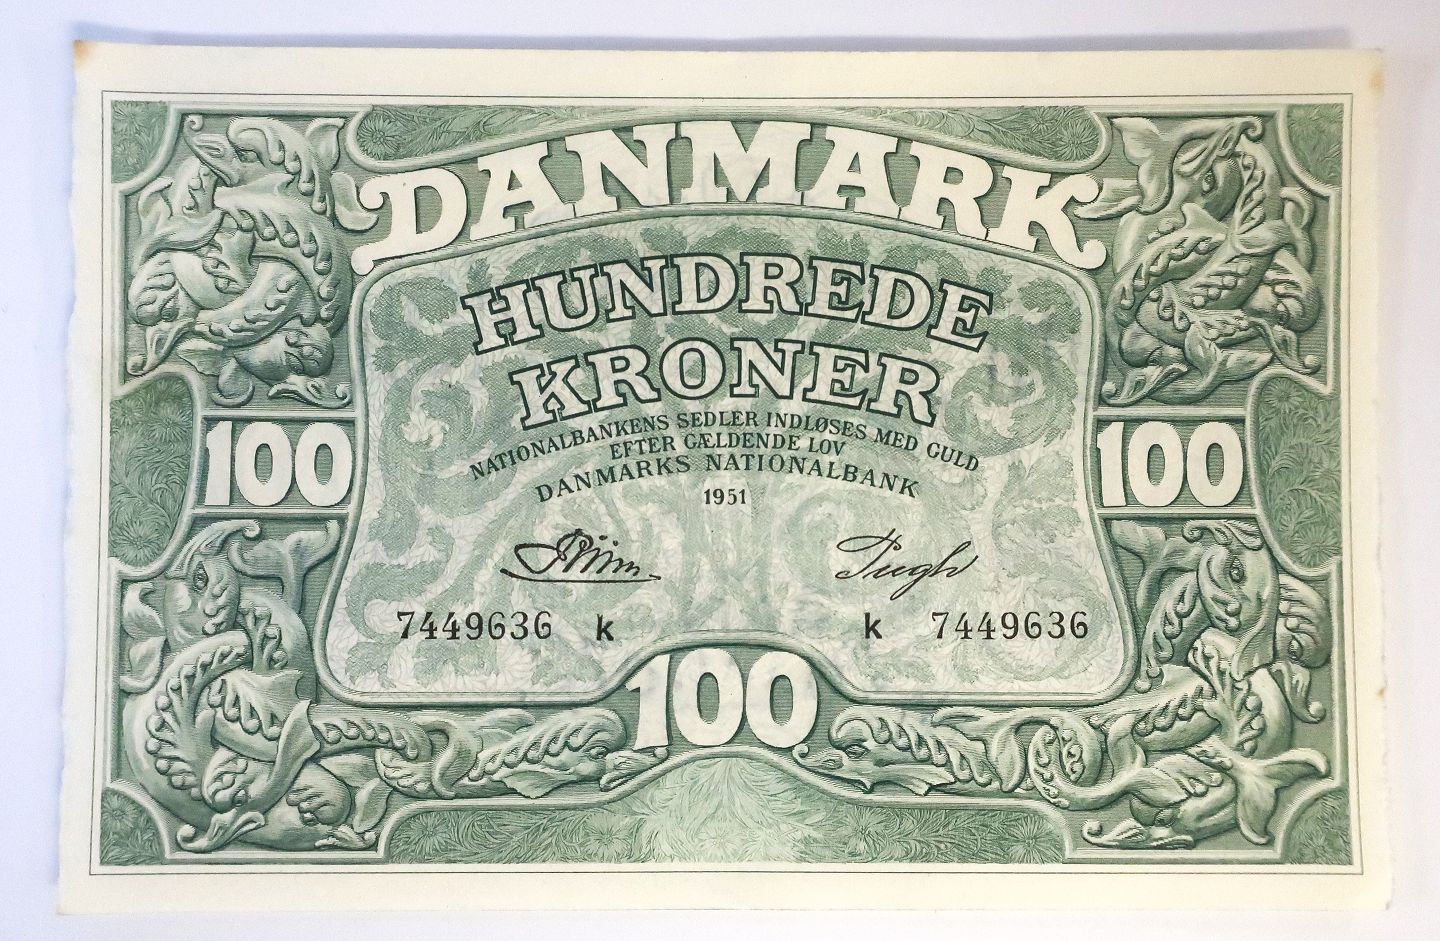 DANMARK
HUNDREDE
KRONER
NATIONALBANKENS SEDLER INDLØSES MED GULD
EFTER GÆLDENDE LOV
DANMARKS NATIONALBANK
100 100
1951
Pugh
7449636 k k 7449636
100